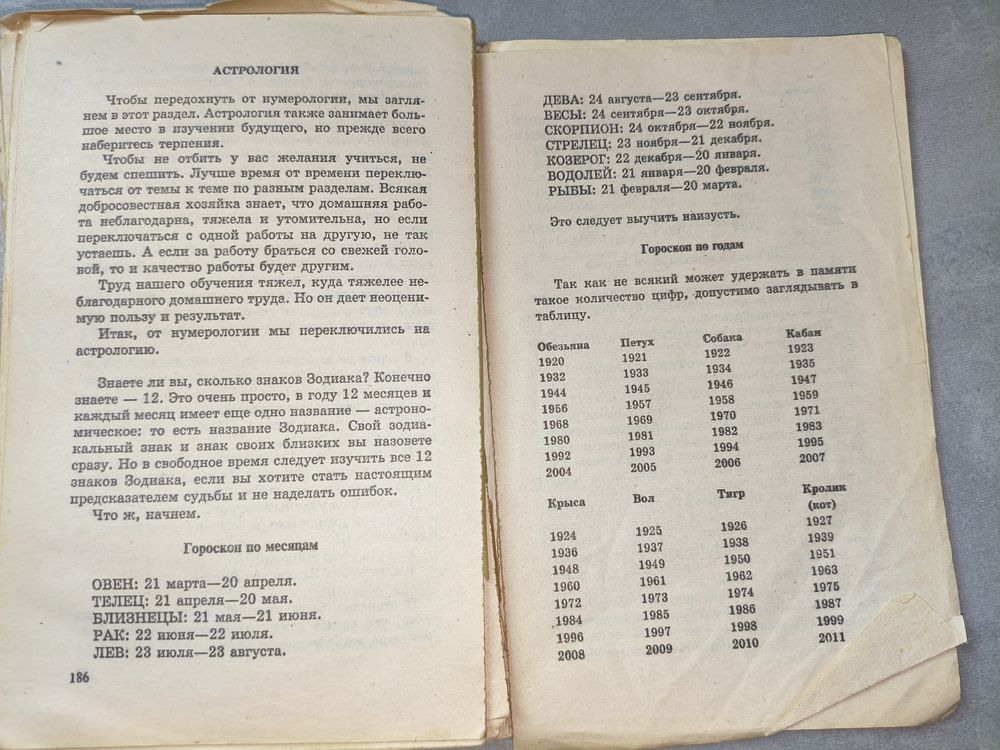 АСТРОЛОГИЯ
Чтобы передохнуть от нумерологии, мы загля-
нем в этот раздел. Астрология также занимает боль-
шое место в изучении будущего, но прежде всего
наберитесь терпения.
Чтобы не отбить у вас желания учиться, не
будем спешить. Лучше время от времени переклю-
чаться от темы к теме по разным разделам. Всякая
добросовестная хозяйка знает, что домашняя рабо-
та неблагодарна, тяжела и утомительна, но если
переключаться с одной работы на другую, не так
устаешь. А если за работу браться со свежей голо-
вой, то и качество работы будет другим.
Труд нашего обучения тяжел, куда тяжелее не-
благодарного домашнего труда. Но он дает неоцени-
мую пользу и результат.
Итак, от нумерологии мы переключились на
астрологию.
Знаете ли вы, сколько знаков Зодиака? Конечно
знаете — 12. Это очень просто, в году 12 месяцев и
каждый месяц имеет еще одно название — астроно-
мическое: то есть название Зодиака. Свой зодиа-
кальный знак и знак своих близких вы назовете
сразу. Но в свободное время следует изучить все 12
знаков Зодиака, если вы хотите стать настоящим
предсказателем судьбы и не наделать ошибок.
Что ж, начнем.
Гороскоп по месяцам
ОВЕН: 21 марта—20 апреля.
ТЕЛЕЦ: 21 апреля—20 мая.
БЛИЗНЕЦЫ: 21 мая—21 июня.
РАК: 22 июня—22 июля.
ЛЕВ: 23 июля—23 августа.
186
ДЕВА: 24 августа—23 сентября.
ВЕСЫ: 24 сентября—23 октября.
СКОРПИОН: 24 октября—22 ноября.
СТРЕЛЕЦ: 23 ноября—21 декабря.
КОЗЕРОГ: 22 декабря—20 января.
ВОДОЛЕЙ: 21 января—20 февраля.
РЫБЫ: 21 февраля—20 марта.
Это следует выучить наизусть.
Гороскоп по годам
Так как не всякий может удержать в памяти
такое количество цифр, допустимо заглядывать в
таблицу.
Обезьяна Петух Собака Кабан
1920 1921 1922 1923
1932 1933 1934 1935
1944 1945 1946 1947
1956 1957 1958 1959
1968 1969 1970 1971
1980 1981 1982 1983
1992 1993 1994 1995
2004 2005 2006 2007
Крыса Вол Тигр Кролик
(кот)
1924 1925 1926 1927
1936 1937 1938 1939
1948 1949 1950 1951
1960 1961 1962 1963
1972 1973 1974 1975
1984 1985 1986 1987
1996 1997 1998 1999
2008 2009 2010 2011